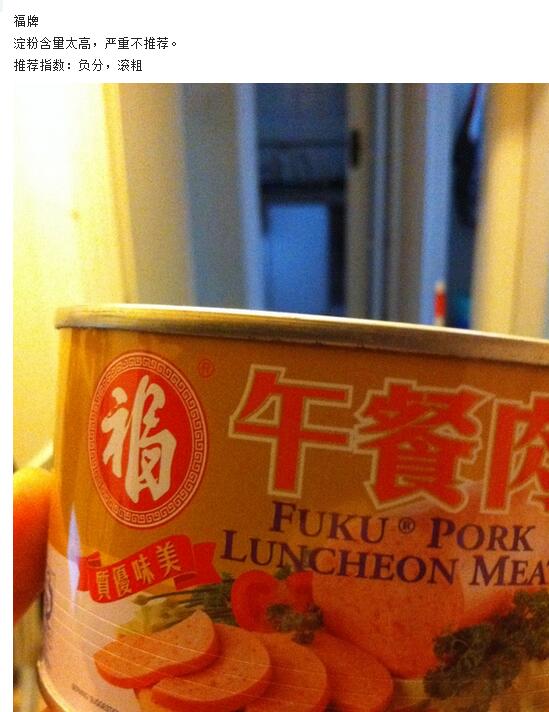 福牌
淀粉含量太高，严重不推荐。
推荐指数：负分，滚粗
福
®
午餐肉
FUKU ® PORK
LUNCHEON MEA
質優味美